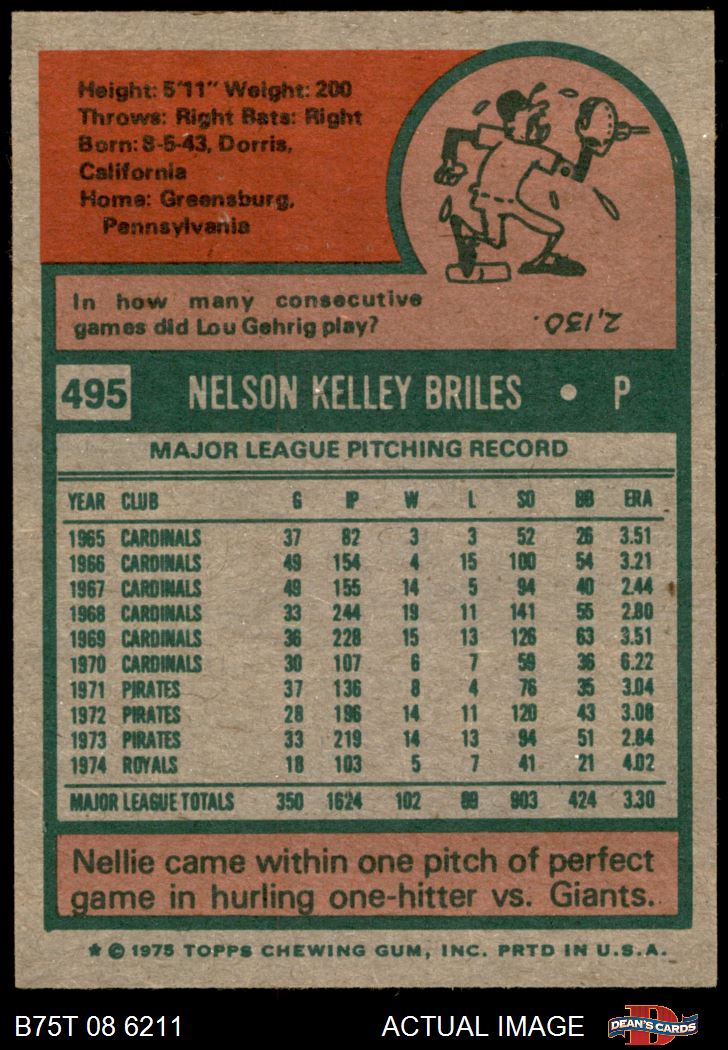 Height: 5'11" Weight: 200
Throws: Right Bats: Right
Born: 8-5-43, Dorris,
California
Home: Greensburg,
Pennsylvania
In how many consecutive
games did Lou Gehrig play?
2,130.
495 NELSON KELLEY BRILES • P
MAJOR LEAGUE PITCHING RECORD
YEAR CLUB G IP W L SO BB ERA
1965 CARDINALS 37 82 3 3 52 26 3.51
1966 CARDINALS 49 154 4 15 100 54 3.21
1967 CARDINALS 49 155 14 5 94 40 2.44
1968 CARDINALS 33 244 19 11 141 55 2.80
1969 CARDINALS 36 228 15 13 126 63 3.51
1970 CARDINALS 30 107 6 7 59 36 6.22
1971 PIRATES 37 136 8 4 76 35 3.04
1972 PIRATES 28 196 14 11 120 43 3.08
1973 PIRATES 33 219 14 13 94 51 2.84
1974 ROYALS 18 103 5 7 41 21 4.02
MAJOR LEAGUE TOTALS 350 1624 102 89 903 424 3.30
Nellie came within one pitch of perfect
game in hurling one-hitter vs. Giants.
* © 1975 TOPPS CHEWING GUM, INC. PRTD IN U.S.A.
B75T 08 6211 ACTUAL IMAGE D DEAN'S CARDS